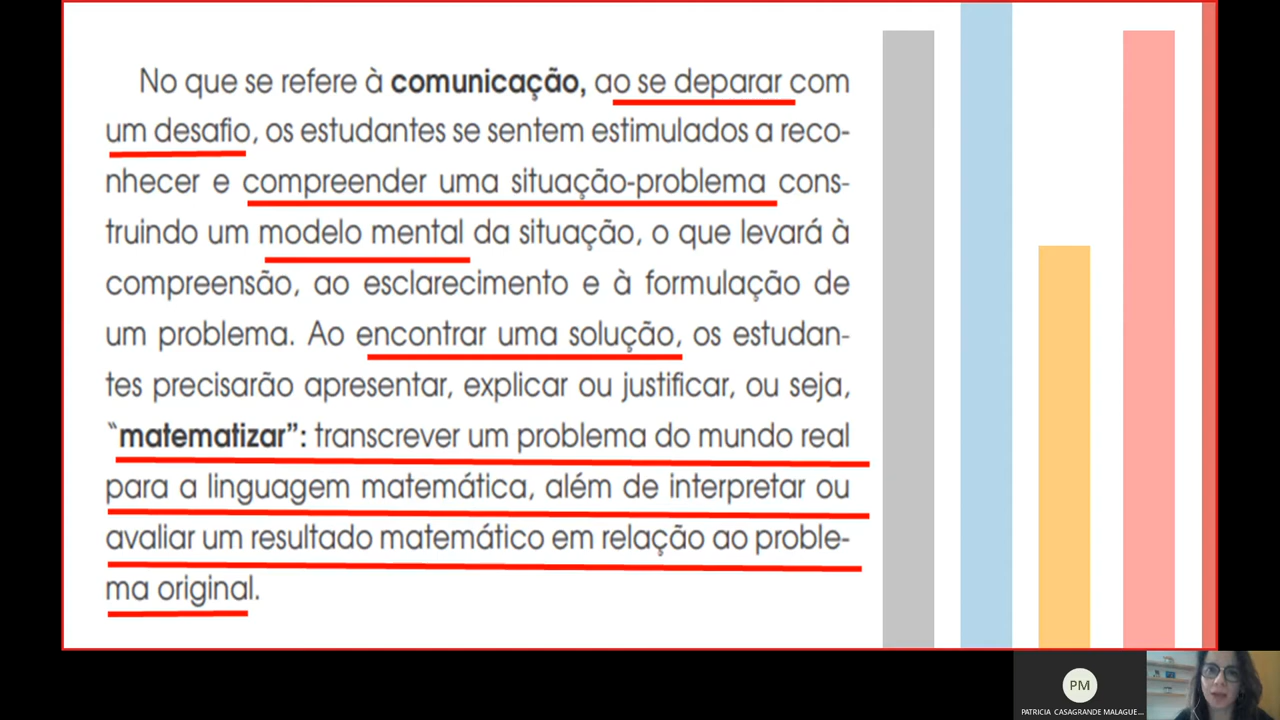 No que se refere à comunicação, ao se deparar com
um desafio, os estudantes se sentem estimulados a reco-
nhecer e compreender uma situação-problema cons-
truindo um modelo mental da situação, o que levará à
compreensão, ao esclarecimento e à formulação de
um problema. Ao encontrar uma solução, os estudan-
tes precisarão apresentar, explicar ou justificar, ou seja,
“matematizar”: transcrever um problema do mundo real
para a linguagem matemática, além de interpretar ou
avaliar um resultado matemático em relação ao proble-
ma original.
PM
PATRICIA CASAGRANDE MALAGUE...